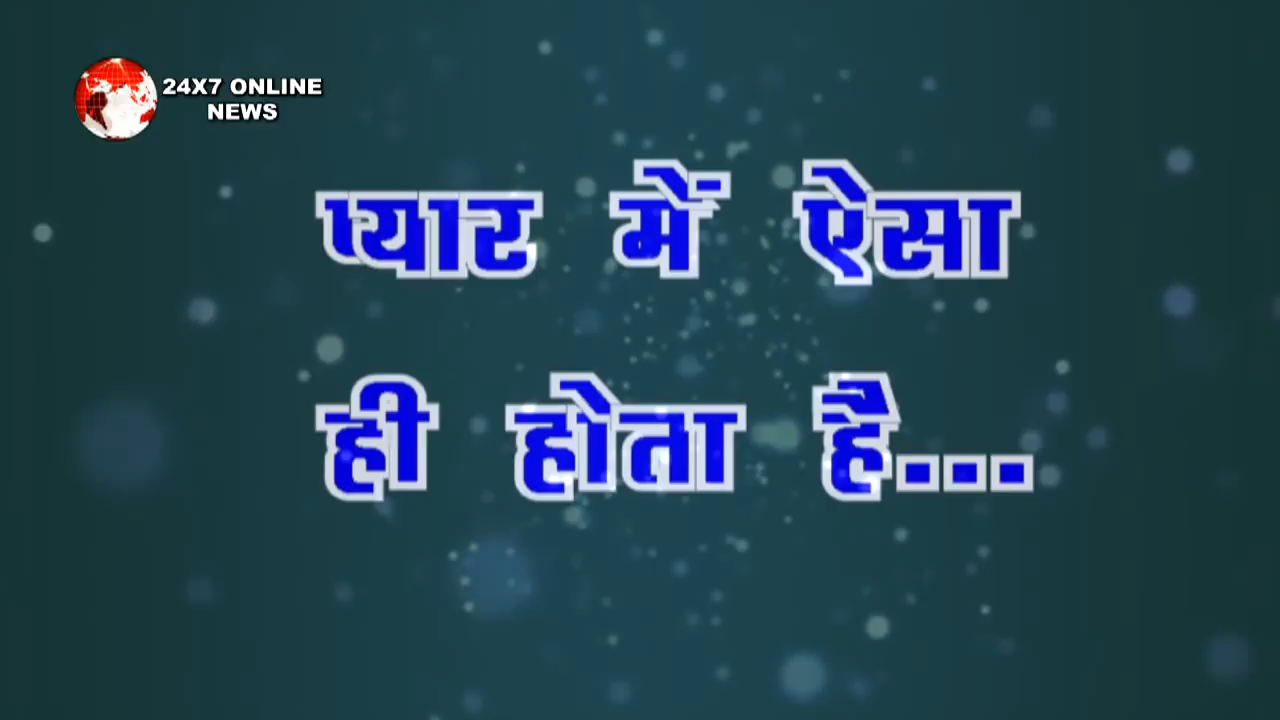 24X7 ONLINE
NEWS
प्यार में ऐसा
ही होता है...